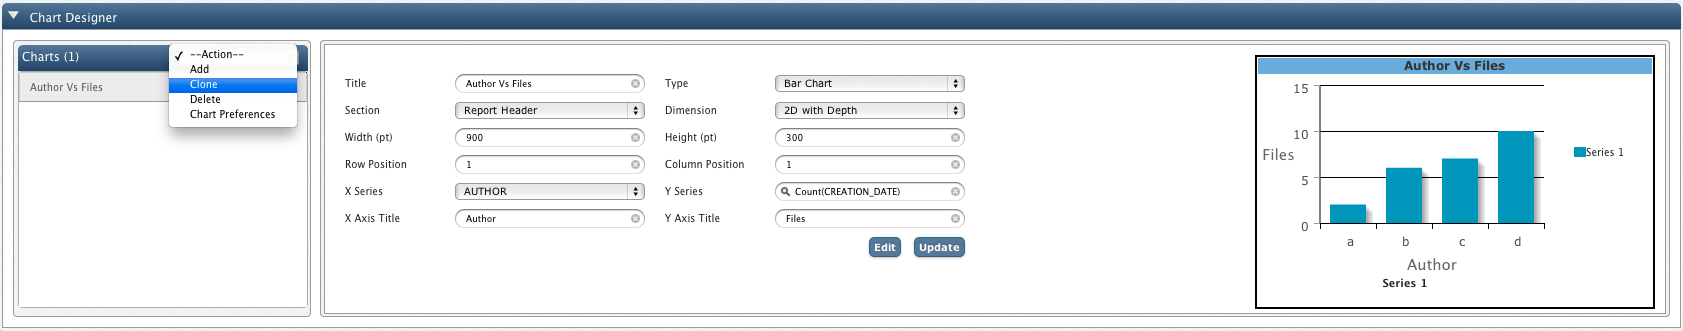 Chart Designer
Charts (1)
--Action--
Add
Clone
Delete
Chart Preferences
Author Vs Files
Title Author Vs Files Type Bar Chart
Section Report Header Dimension 2D with Depth
Width (pt) 900 Height (pt) 300
Row Position 1 Column Position 1
X Series AUTHOR Y Series Count(CREATION_DATE)
X Axis Title Author Y Axis Title Files
Edit Update
Author Vs Files
15
10
5
0
Files
a b c d
Author
Series 1
Series 1